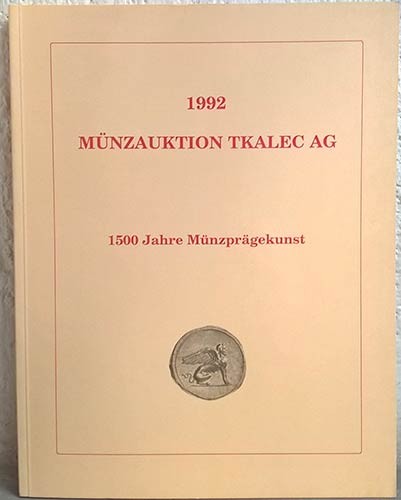 1992
MÜNZAUKTION TKALEC AG
1500 Jahre Münzprägekunst